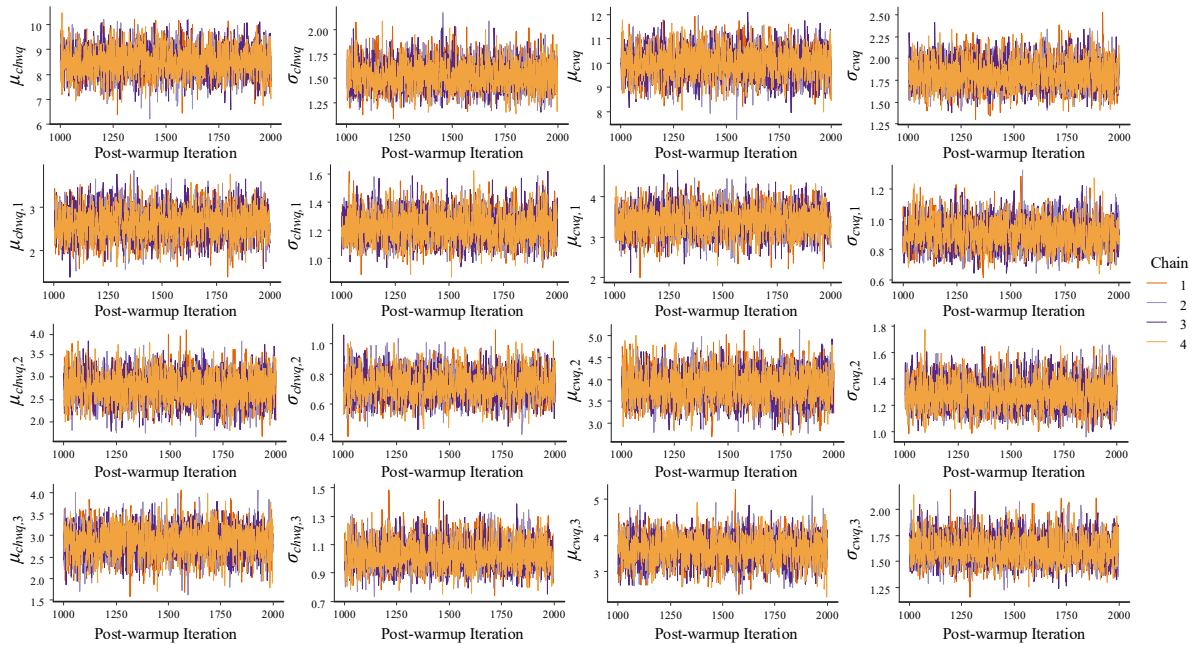 μchwq
10
9
8
7
6
1000 1250 1500 1750 2000
Post-warmup Iteration
σchwq
2.00
1.75
1.50
1.25
1000 1250 1500 1750 2000
Post-warmup Iteration
μcwq
12
11
10
9
8
1000 1250 1500 1750 2000
Post-warmup Iteration
σcwq
2.50
2.25
2.00
1.75
1.50
1.25
1000 1250 1500 1750 2000
Post-warmup Iteration
μchwq,1
3
2
1000 1250 1500 1750 2000
Post-warmup Iteration
σchwq,1
1.6
1.4
1.2
1.0
1000 1250 1500 1750 2000
Post-warmup Iteration
μcwq,1
4
3
2
1000 1250 1500 1750 2000
Post-warmup Iteration
σcwq,1
1.2
1.0
0.8
0.6
1000 1250 1500 1750 2000
Post-warmup Iteration
Chain
1
2
3
4
μchwq,2
4.0
3.5
3.0
2.5
2.0
1000 1250 1500 1750 2000
Post-warmup Iteration
σchwq,2
1.0
0.8
0.6
0.4
1000 1250 1500 1750 2000
Post-warmup Iteration
μcwq,2
5.0
4.5
4.0
3.5
3.0
1000 1250 1500 1750 2000
Post-warmup Iteration
σcwq,2
1.8
1.6
1.4
1.2
1.0
1000 1250 1500 1750 2000
Post-warmup Iteration
μchwq,3
4.0
3.5
3.0
2.5
2.0
1.5
1000 1250 1500 1750 2000
Post-warmup Iteration
σchwq,3
1.5
1.3
1.1
0.9
0.7
1000 1250 1500 1750 2000
Post-warmup Iteration
μcwq,3
5
4
3
1000 1250 1500 1750 2000
Post-warmup Iteration
σcwq,3
2.00
1.75
1.50
1.25
1000 1250 1500 1750 2000
Post-warmup Iteration